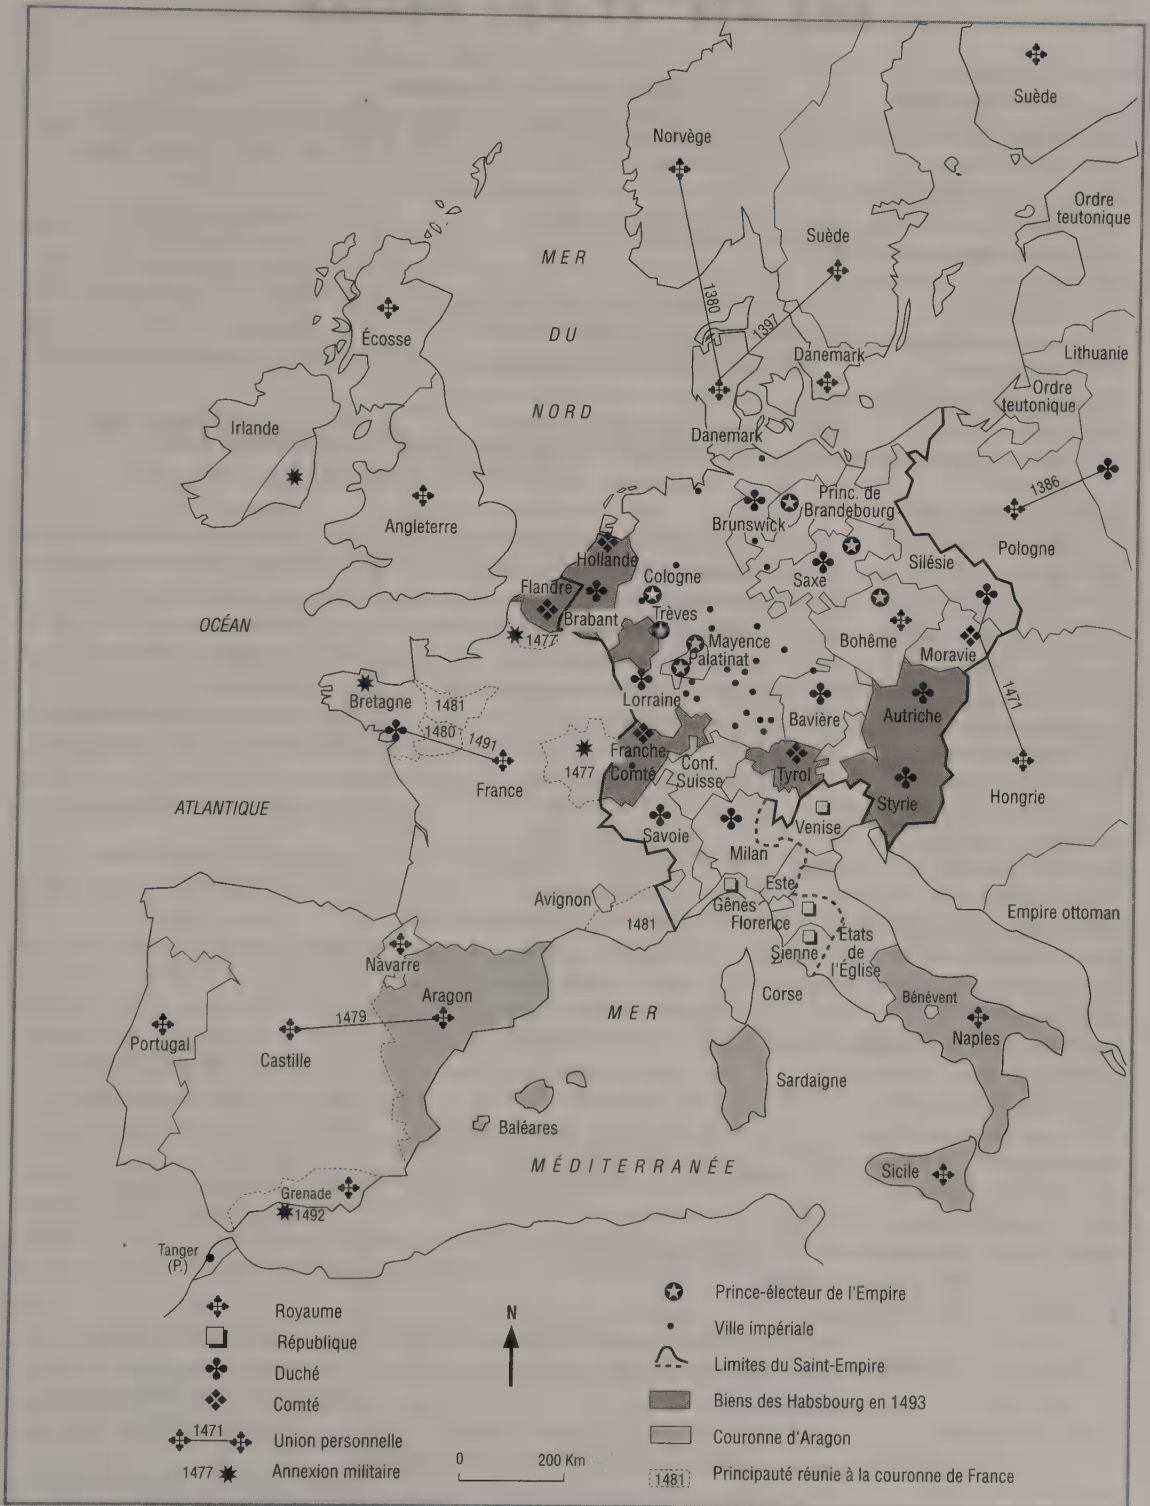 Suède
Norvège
Ordre
teutonique
Suède
MER
DU
NORD
1380
1397
Écosse
Danemark
Lithuanie
Ordre
teutonique
Danemark
Irlande
Angleterre
1386
Pologne
Princ. de
Brandebourg
Brunswick
Hollande
Silésie
Saxe
Cologne
Flandre
Brabant
Trèves
1477
Mayence
Palatinat
Bohême
Moravie
OCÉAN
ATLANTIQUE
Bretagne
1481
1480
1491
France
Lorraine
Bavière
Autriche
1471
Hongrie
1477
Franche
Comté
Conf.
Suisse
Tyrol
Styrie
Savoie
Milan
Venise
Avignon
1481
Gênes
Este
Florence
Sienne
États
de
l'Église
Empire ottoman
Navarre
Aragon
1479
Castille
Portugal
MER
MÉDITERRANÉE
Corse
Bénévent
Naples
Sardaigne
Baléares
Sicile
Grenade
1492
Tanger
(P.)
Royaume
République
Duché
Comté
1471
Union personnelle
1477
Annexion militaire
N
0 200 Km
Prince-électeur de l'Empire
Ville impériale
Limites du Saint-Empire
Biens des Habsbourg en 1493
Couronne d'Aragon
1481
Principauté réunie à la couronne de France